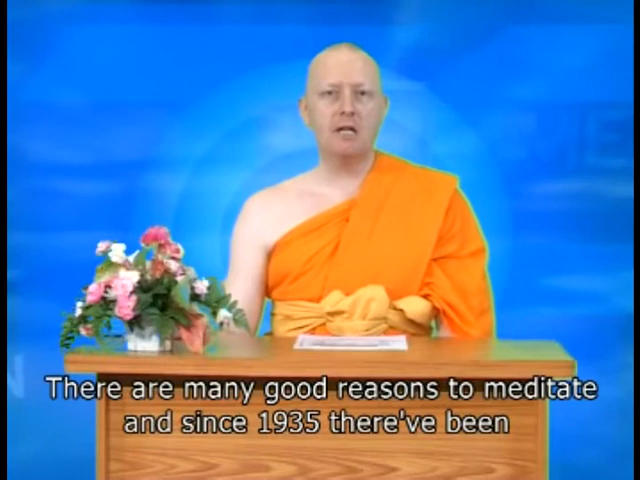 There are many good reasons to meditate
and since 1935 there've been